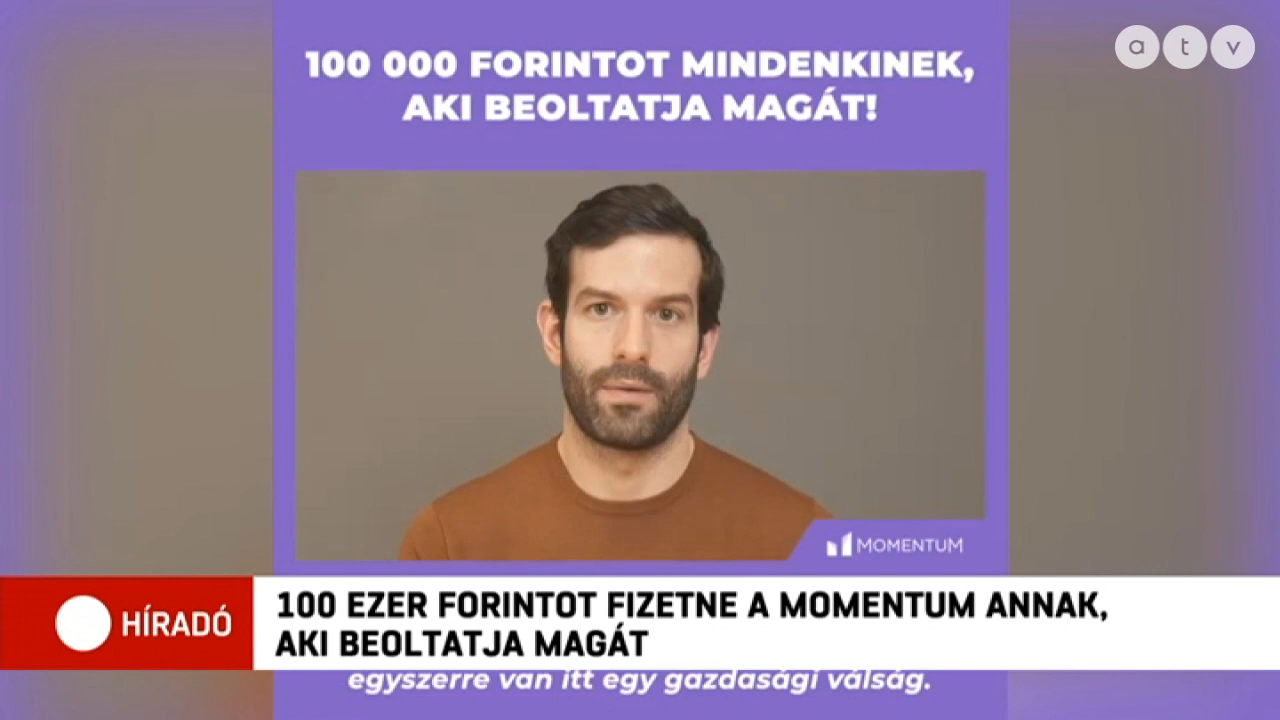 atv
100 000 FORINTOT MINDENKINEK,
AKI BEOLTATJA MAGÁT!
MOMENTUM
HÍRADÓ
100 EZER FORINTOT FIZETNE A MOMENTUM ANNAK,
AKI BEOLTATJA MAGÁT
egyszerre van itt egy gazdasági válság.